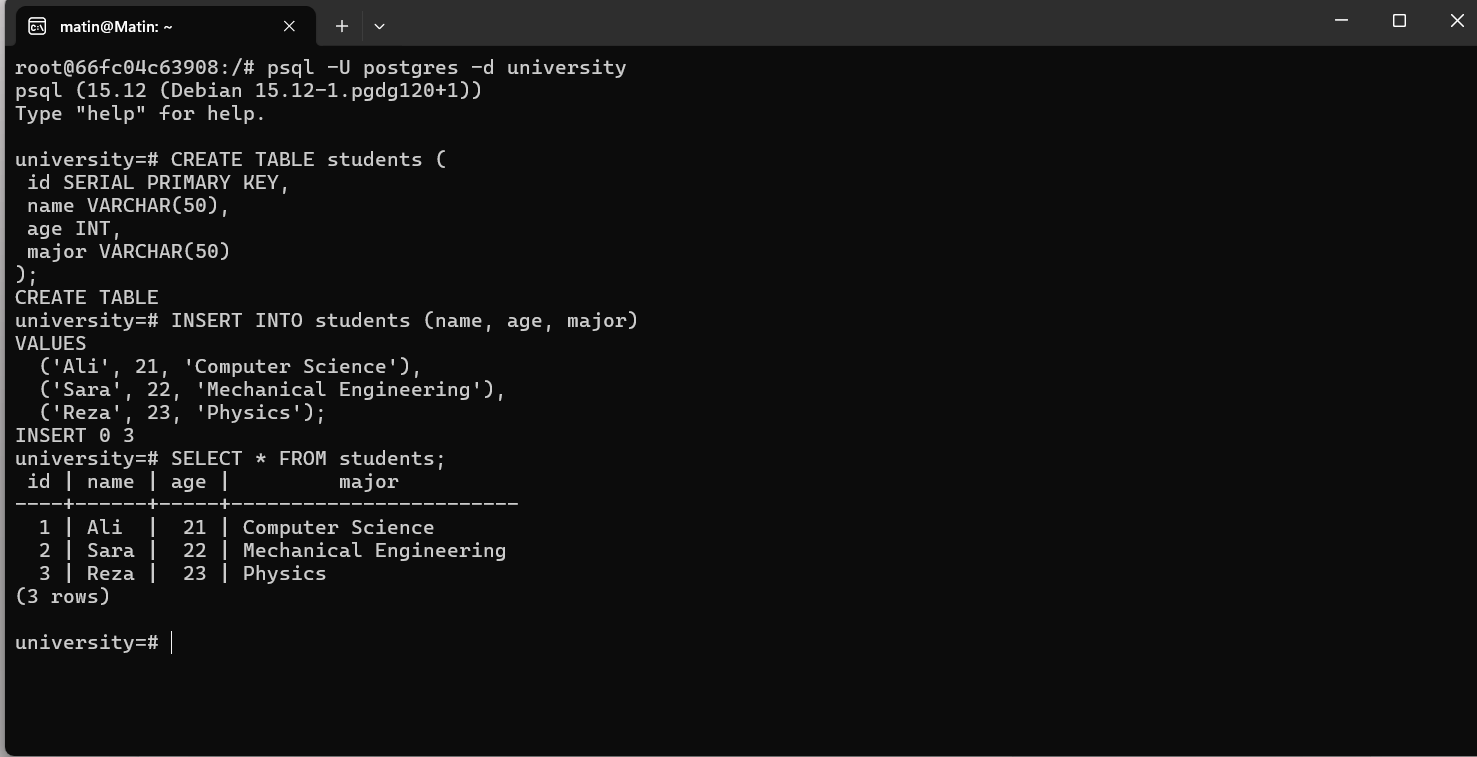 matin@Matin: ~
root@66fc04c63908:/# psql -U postgres -d university
psql (15.12 (Debian 15.12-1.pgdg120+1))
Type "help" for help.

university=# CREATE TABLE students (
 id SERIAL PRIMARY KEY,
 name VARCHAR(50),
 age INT,
 major VARCHAR(50)
);
CREATE TABLE
university=# INSERT INTO students (name, age, major)
VALUES
  ('Ali', 21, 'Computer Science'),
  ('Sara', 22, 'Mechanical Engineering'),
  ('Reza', 23, 'Physics');
INSERT 0 3
university=# SELECT * FROM students;
 id | name | age |         major
----+------+-----+------------------------
  1 | Ali  |  21 | Computer Science
  2 | Sara |  22 | Mechanical Engineering
  3 | Reza |  23 | Physics
(3 rows)

university=#